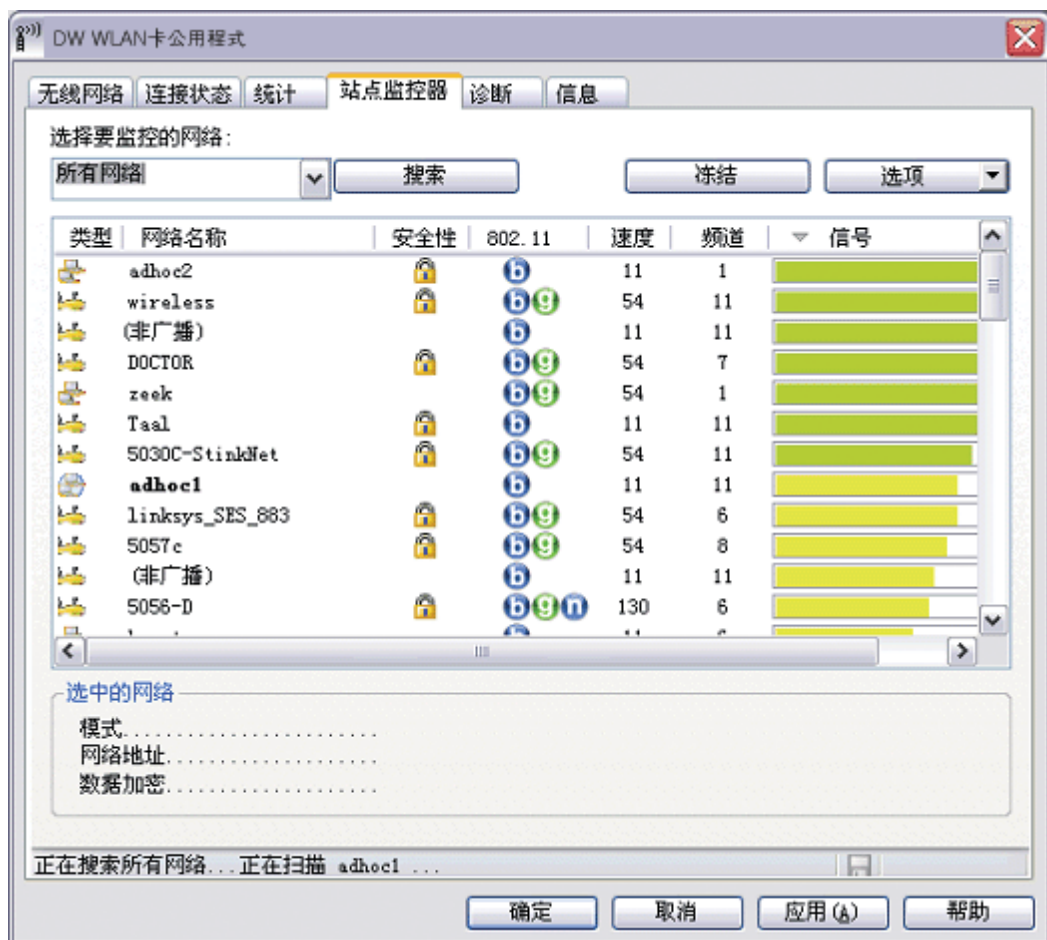 DW WLAN卡公用程式
无线网络 连接状态 统计 站点监控器 诊断 信息
选择要监控的网络:
所有网络 搜索 冻结 选项
类型 网络名称 安全性 802.11 速度 频道 信号
adhoc2 b 11 1
wireless b g 54 11
(非广播) b 11 11
DOCTOR b g 54 7
zeek b g 54 1
Taal b 11 11
5030C-StinkNet b g 54 11
adhoc1 b 11 11
linksys_SES_883 b g 54 6
5057c b g 54 8
(非广播) b 11 11
5056-D b g n 130 6
选中的网络
模式........................
网络地址....................
数据加密....................
正在搜索所有网络...正在扫描 adhoc1 ...
确定 取消 应用(A) 帮助